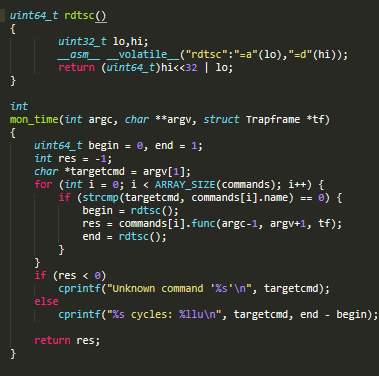 uint64_t rdtsc()
{
        uint32_t lo,hi;
        __asm__ __volatile__("rdtsc":"=a"(lo),"=d"(hi));
        return (uint64_t)hi<<32 | lo;
}

int
mon_time(int argc, char **argv, struct Trapframe *tf)
{
    uint64_t begin = 0, end = 1;
    int res = -1;
    char *targetcmd = argv[1];
    for (int i = 0; i < ARRAY_SIZE(commands); i++) {
        if (strcmp(targetcmd, commands[i].name) == 0) {
            begin = rdtsc();
            res = commands[i].func(argc-1, argv+1, tf);
            end = rdtsc();
        }
    }
    if (res < 0)
        cprintf("Unknown command '%s'\n", targetcmd);
    else
        cprintf("%s cycles: %llu\n", targetcmd, end - begin);

    return res;
}